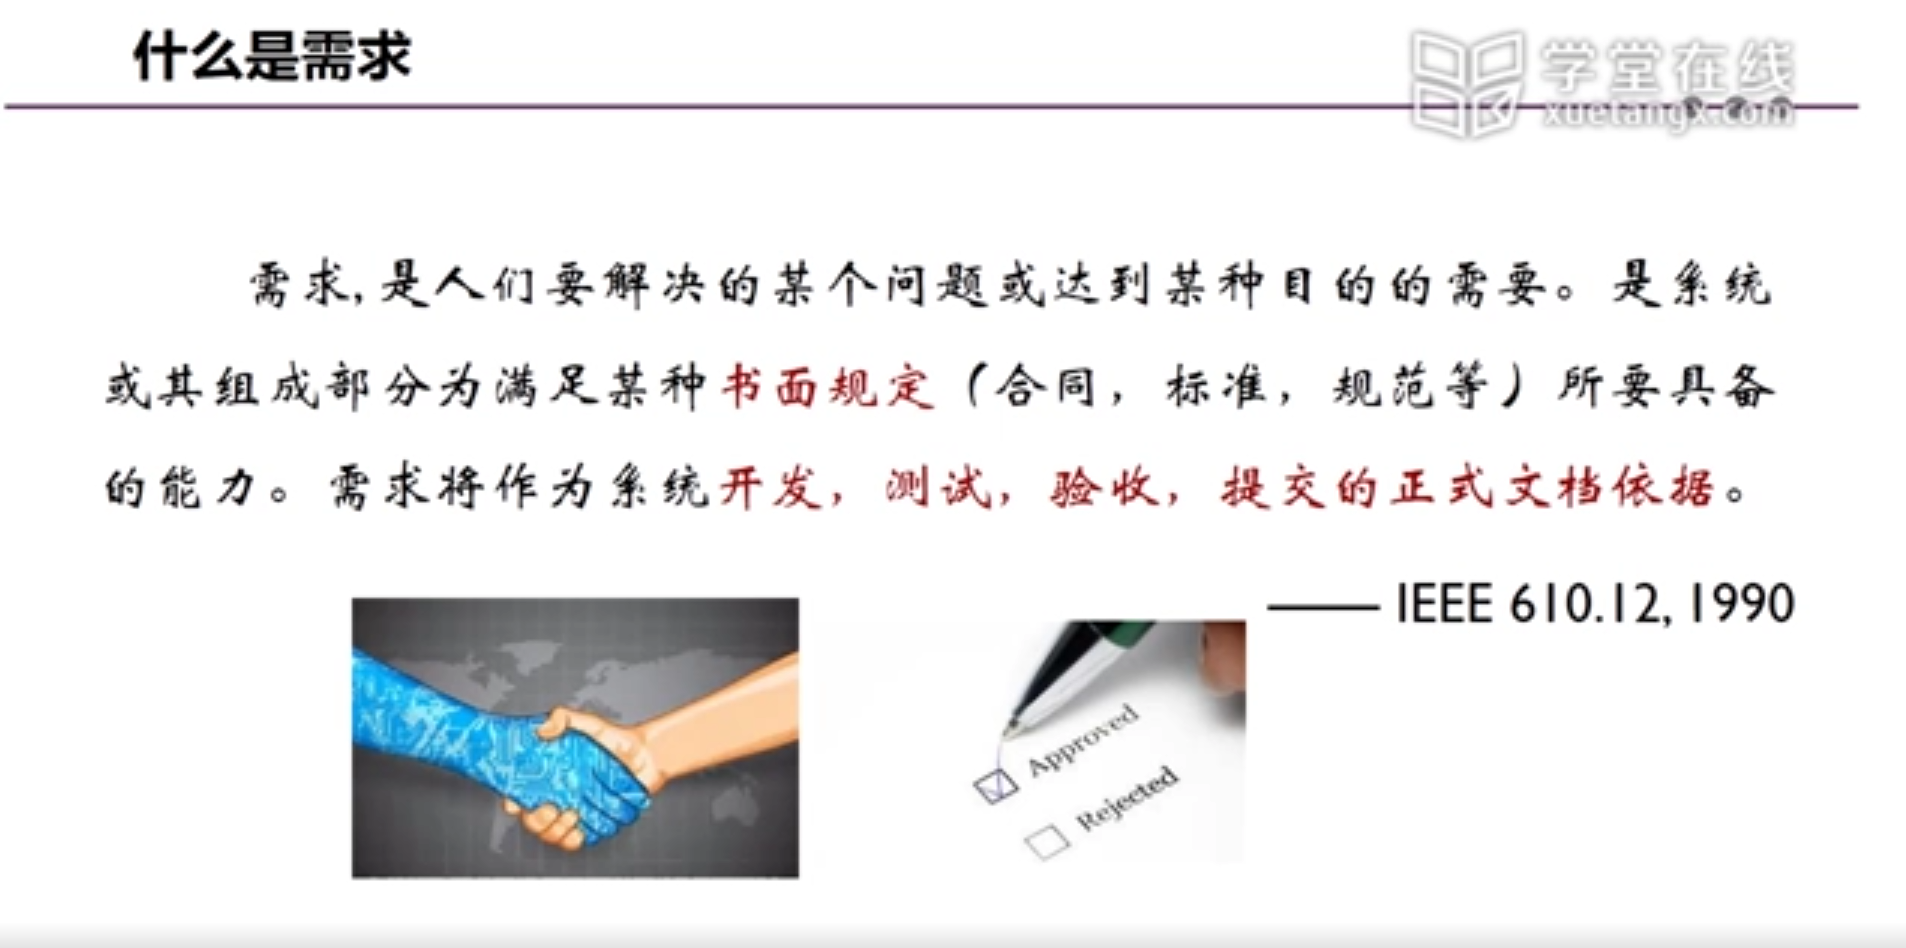 什么是需求
学堂在线
xuetangx.com
需求,是人们要解决的某个问题或达到某种目的的需要。是系统
或其组成部分为满足某种书面规定（合同，标准，规范等）所要具备
的能力。需求将作为系统开发，测试，验收，提交的正式文档依据。
—— IEEE 610.12, 1990
Approved
Rejected